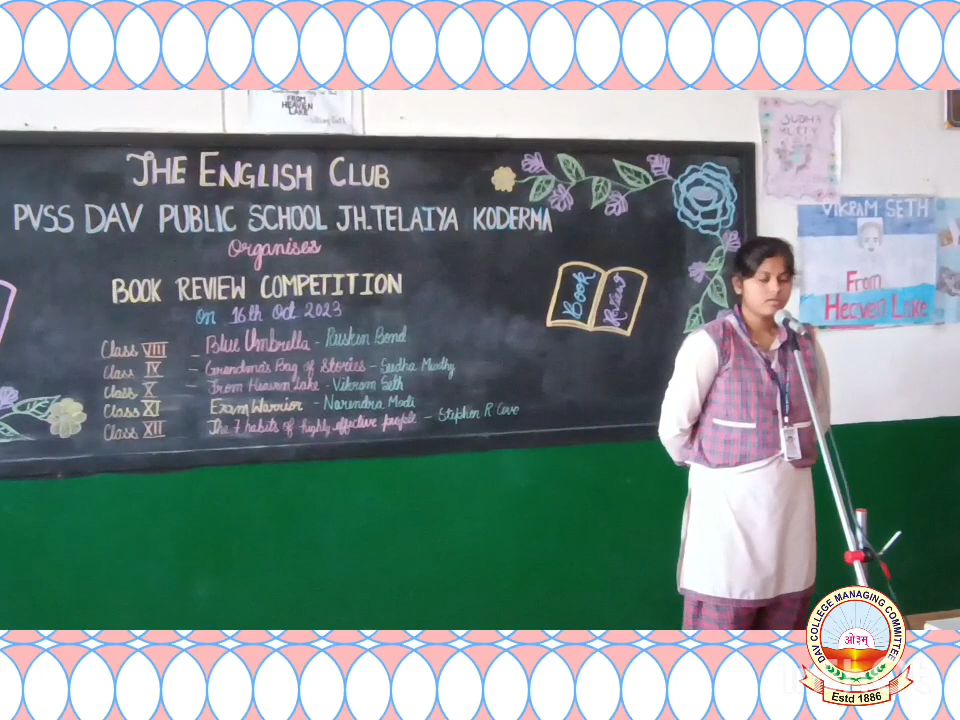 FROM
HEAVEN
LAKE
THE ENGLISH CLUB
PVSS DAV PUBLIC SCHOOL JH.TELAIYA KODERMA
Organises
BOOK REVIEW COMPETITION
On 16th Oct 2023
Class VIII – Blue Umbrella - Ruskin Bond
Class IX – Grandma's Bag of Stories - Sudha Murthy
Class X – From Heaven Lake - Vikram Seth
Class XI Exam Warrior - Narendra Modi
Class XII The 7 habits of highly effective people - Stephen R Cove
Book Review
SUDHA
MURTY
VIKRAM SETH
From
Heaven Lake
DAV COLLEGE MANAGING COMMITTEE
ओ३म्
Estd 1886